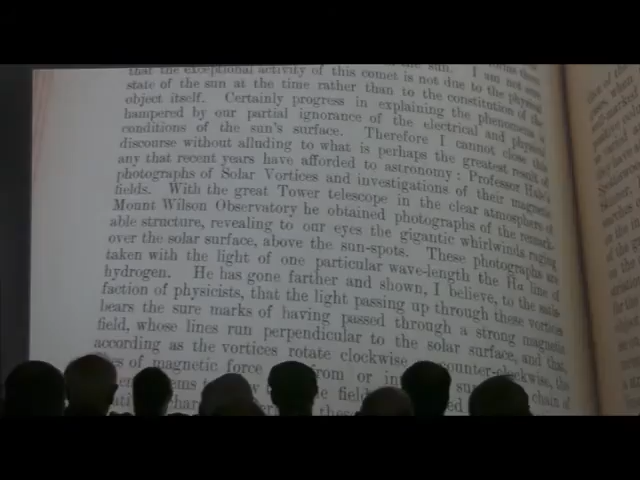 that the exceptional activity of this comet is not due to the physical
state of the sun at the time rather than to the constitution of the
object itself. Certainly progress in explaining the phenomena is
hampered by our partial ignorance of the electrical and physical
conditions of the sun's surface. Therefore I cannot close this
discourse without alluding to what is perhaps the greatest result of
any that recent years have afforded to astronomy: Professor Hale's
photographs of Solar Vortices and investigations of their magnetic
fields. With the great Tower telescope in the clear atmosphere of
Mount Wilson Observatory he obtained photographs of the remark-
able structure, revealing to our eyes the gigantic whirlwinds raging
over the solar surface, above the sun-spots. These photographs are
taken with the light of one particular wave-length the Hα line of
hydrogen. He has gone farther and shown, I believe, to the satis-
faction of physicists, that the light passing up through these vortices
bears the sure marks of having passed through a strong magnetic
field, whose lines run perpendicular to the solar surface, and that,
according as the vortices rotate clockwise counter-clockwise, the
of magnetic force from or
field chain of